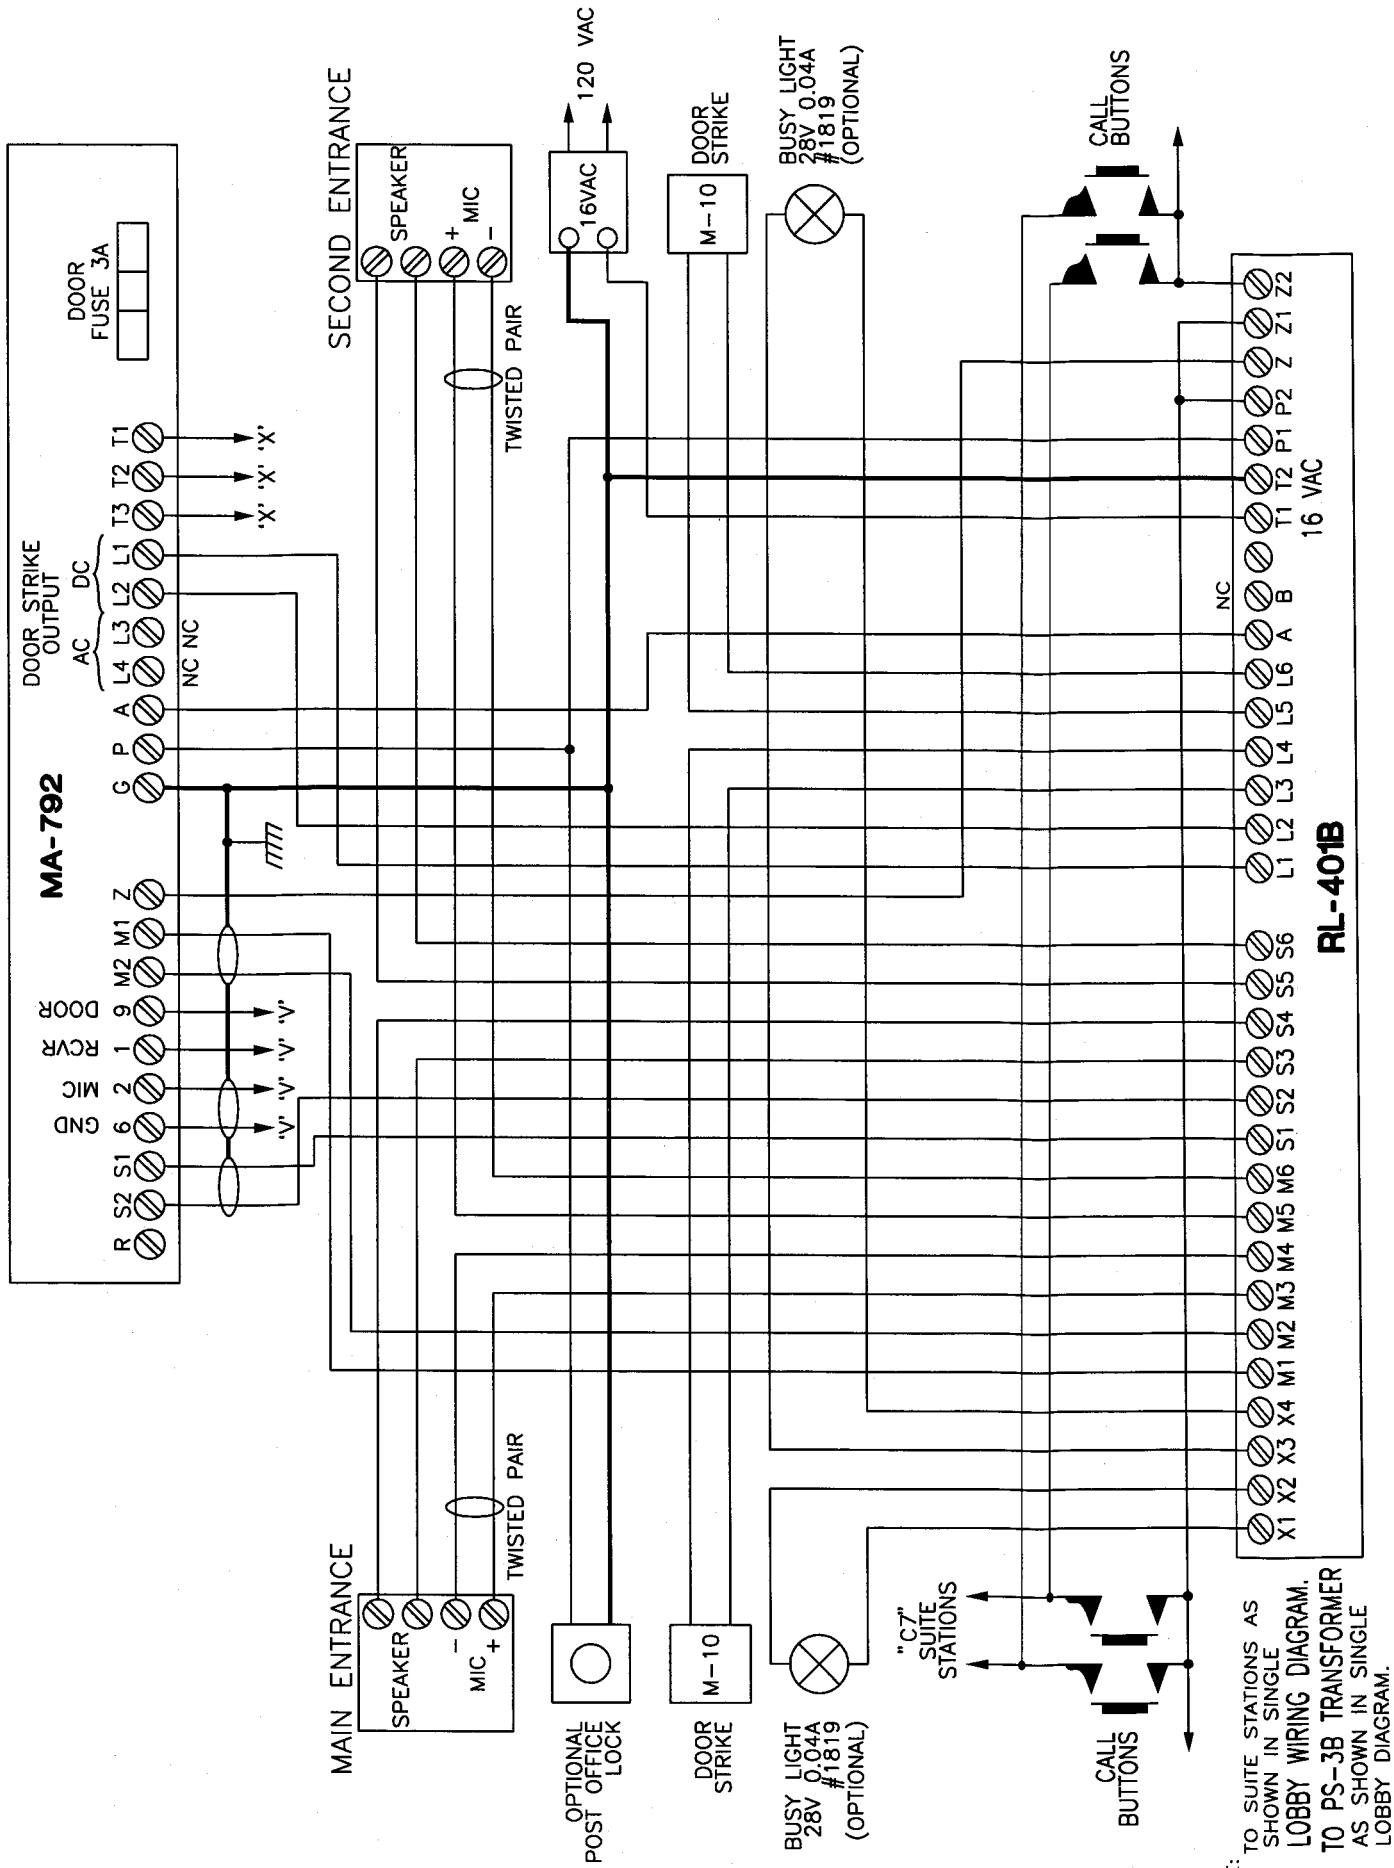 MA-792
DOOR STRIKE
OUTPUT
AC
DC
DOOR
FUSE 3A
R
S2
S1
6
2
1
9
M2
M1
Z
G
P
A
L4
L3
L2
L1
T3
T2
T1
GND
MIC
RCVR
DOOR
NC NC
'V'
'V'
'V'
'V'
'X'
'X'
'X'
MAIN ENTRANCE
SPEAKER
MIC
-
+
TWISTED PAIR
SECOND ENTRANCE
SPEAKER
+
MIC
-
TWISTED PAIR
OPTIONAL
POST OFFICE
LOCK
16VAC
120 VAC
DOOR
STRIKE
M-10
M-10
DOOR
STRIKE
BUSY LIGHT
28V 0.04A
#1819
(OPTIONAL)
BUSY LIGHT
28V 0.04A
#1819
(OPTIONAL)
"C7"
SUITE
STATIONS
CALL
BUTTONS
CALL
BUTTONS
TO SUITE STATIONS AS
SHOWN IN SINGLE
LOBBY WIRING DIAGRAM.
TO PS-3B TRANSFORMER
AS SHOWN IN SINGLE
LOBBY DIAGRAM.
NC
X1
X2
X3
X4
M1
M2
M3
M4
M5
M6
S1
S2
S3
S4
S5
S6
L1
L2
L3
L4
L5
L6
A
B
T1
T2
P1
P2
Z
Z1
Z2
16 VAC
RL-401B